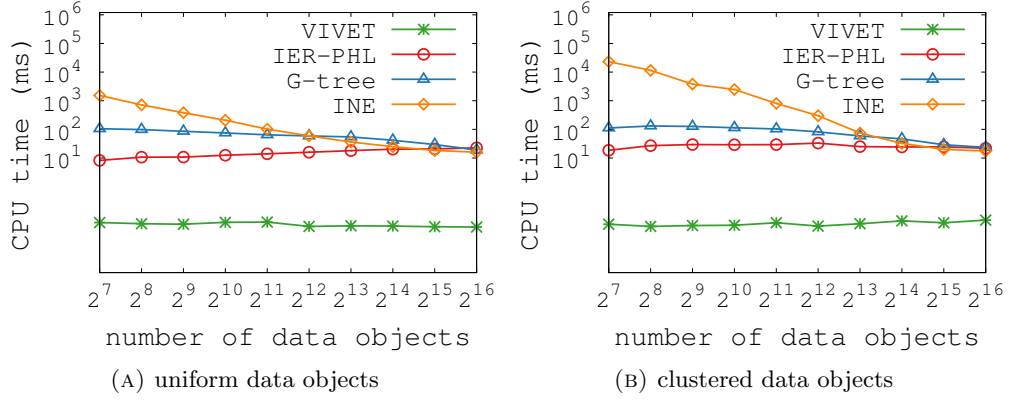 10^6
10^5
10^4
10^3
10^2
10^1
CPU time (ms)
VIVET
IER-PHL
G-tree
INE
2^7 2^8 2^9 2^10 2^11 2^12 2^13 2^14 2^15 2^16
number of data objects
(A) uniform data objects
10^6
10^5
10^4
10^3
10^2
10^1
CPU time (ms)
VIVET
IER-PHL
G-tree
INE
2^7 2^8 2^9 2^10 2^11 2^12 2^13 2^14 2^15 2^16
number of data objects
(B) clustered data objects